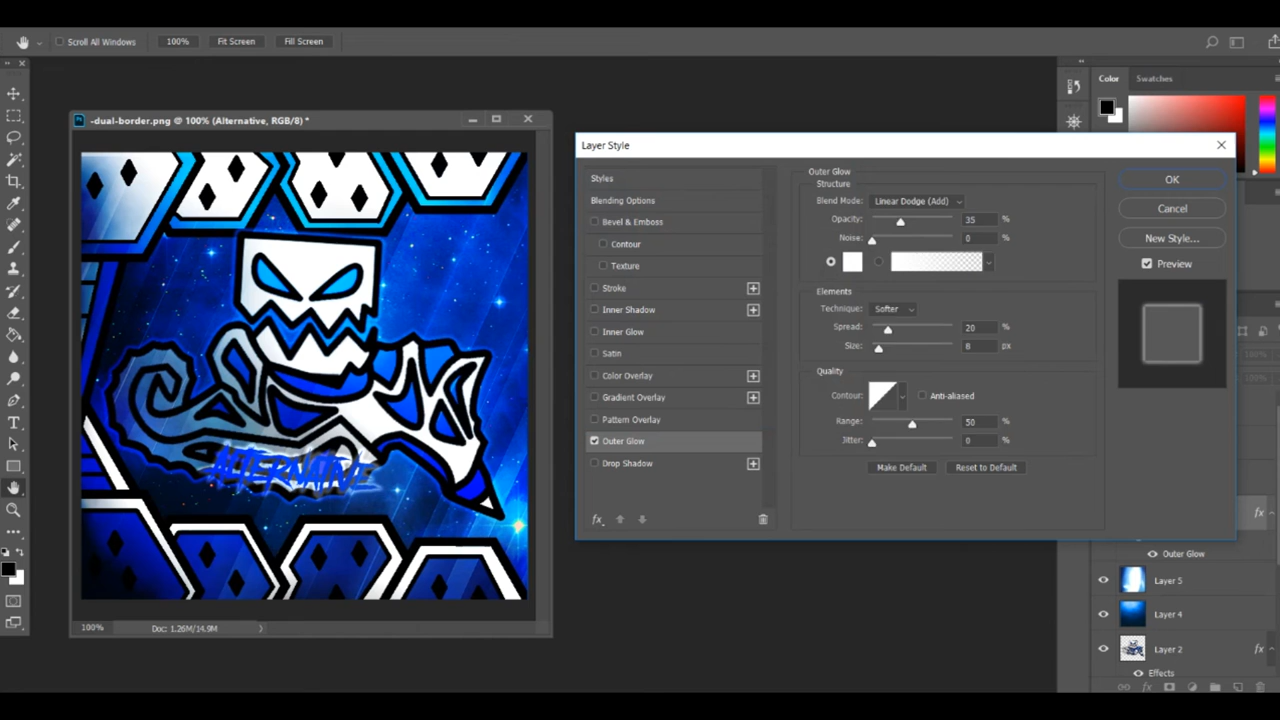 Scroll All Windows 100% Fit Screen Fill Screen
Color Swatches
-dual-border.png @ 100% (Alternative, RGB/8) *
ALTERNATIVE
100% Doc: 1.26M/14.9M
Layer Style
Styles
Blending Options
Bevel & Emboss
Contour
Texture
Stroke
Inner Shadow
Inner Glow
Satin
Color Overlay
Gradient Overlay
Pattern Overlay
Outer Glow
Drop Shadow
fx
Outer Glow
Structure
Blend Mode: Linear Dodge (Add)
Opacity: 35 %
Noise: 0 %
Elements
Technique: Softer
Spread: 20 %
Size: 8 px
Quality
Contour: Anti-aliased
Range: 50 %
Jitter: 0 %
Make Default Reset to Default
OK
Cancel
New Style...
Preview
fx
Outer Glow
Layer 5
Layer 4
Layer 2 fx
Effects
fx